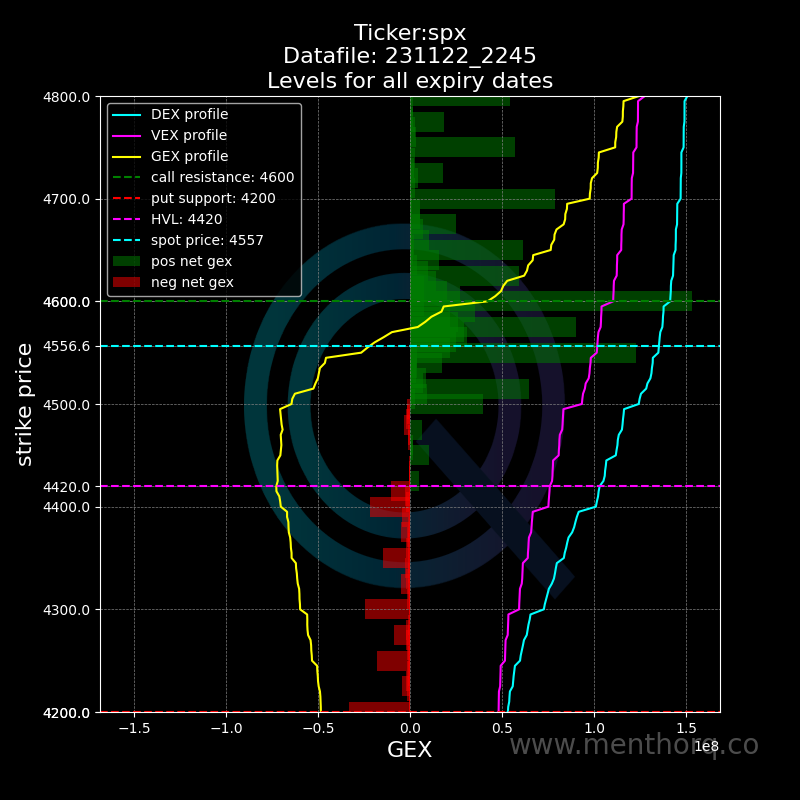 Ticker:spx
Datafile: 231122_2245
Levels for all expiry dates
4800.0
4700.0
4600.0
4556.6
4500.0
4420.0
4400.0
4300.0
4200.0
strike price
DEX profile
VEX profile
GEX profile
call resistance: 4600
put support: 4200
HVL: 4420
spot price: 4557
pos net gex
neg net gex
−1.5
−1.0
−0.5
0.0
0.5
1.0
1.5
1e8
GEX
www.menthorq.co